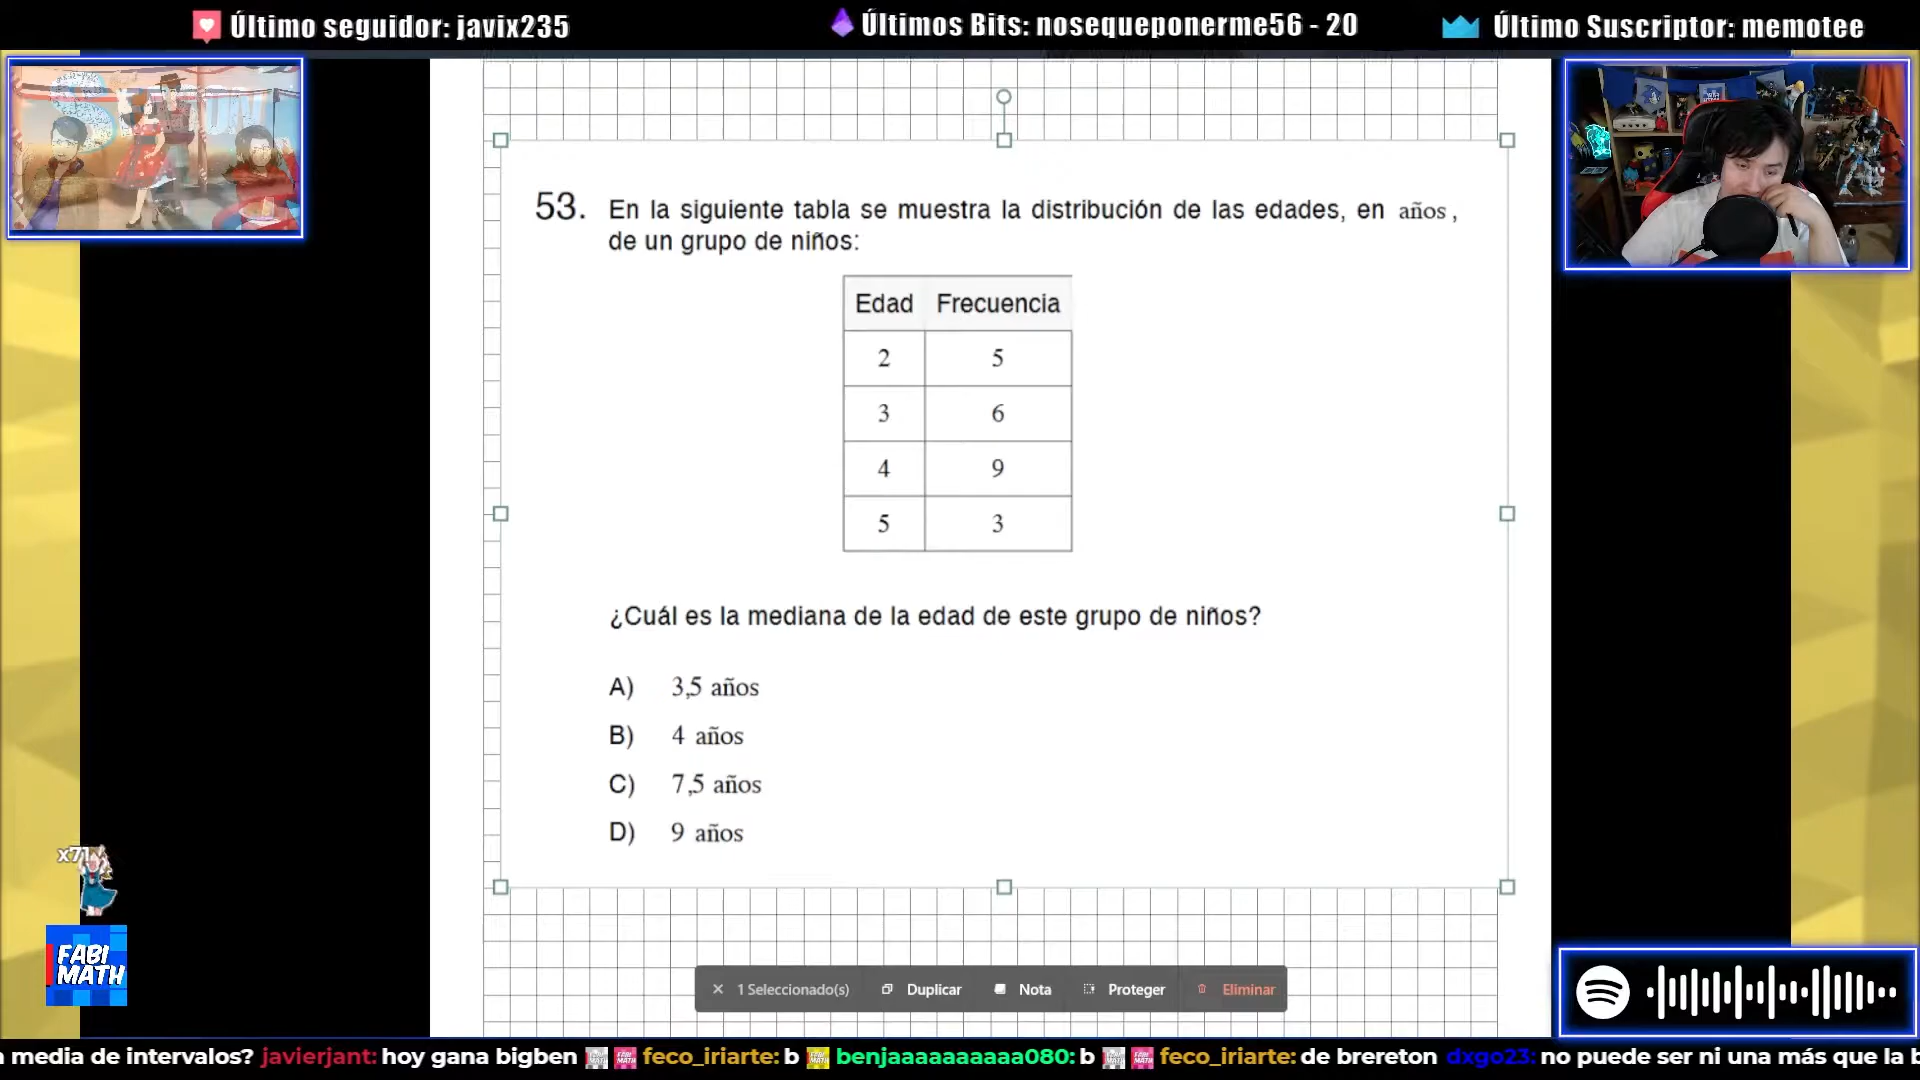 Último seguidor: javix235
Últimos Bits: nosequeponerme56 - 20
Último Suscriptor: memotee
53. En la siguiente tabla se muestra la distribución de las edades, en años,
de un grupo de niños:
Edad Frecuencia
2 5
3 6
4 9
5 3
¿Cuál es la mediana de la edad de este grupo de niños?
A) 3,5 años
B) 4 años
C) 7,5 años
D) 9 años
x71
FABI
MATH
× 1 Seleccionado(s) Duplicar Nota Proteger Eliminar
media de intervalos? javierjant: hoy gana bigben feco_iriarte: b benjaaaaaaaaaa080: b feco_iriarte: de brereton dxgo23: no puede ser ni una más que la b